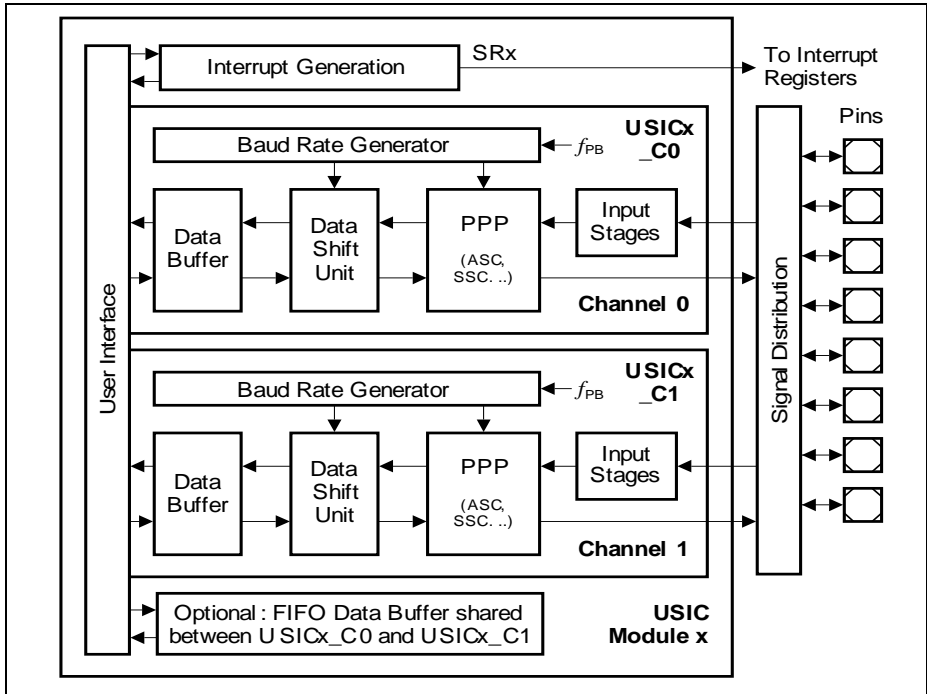 Interrupt Generation
SRx
To Interrupt
Registers
Pins
User Interface
Signal Distribution
USICx
_C0
Baud Rate Generator
fPB
Data
Buffer
Data
Shift
Unit
PPP
(ASC,
SSC. ..)
Input
Stages
Channel 0
USICx
_C1
Baud Rate Generator
fPB
Data
Buffer
Data
Shift
Unit
PPP
(ASC,
SSC. ..)
Input
Stages
Channel 1
Optional : FIFO Data Buffer shared
between USICx_C0 and USICx_C1
USIC
Module x